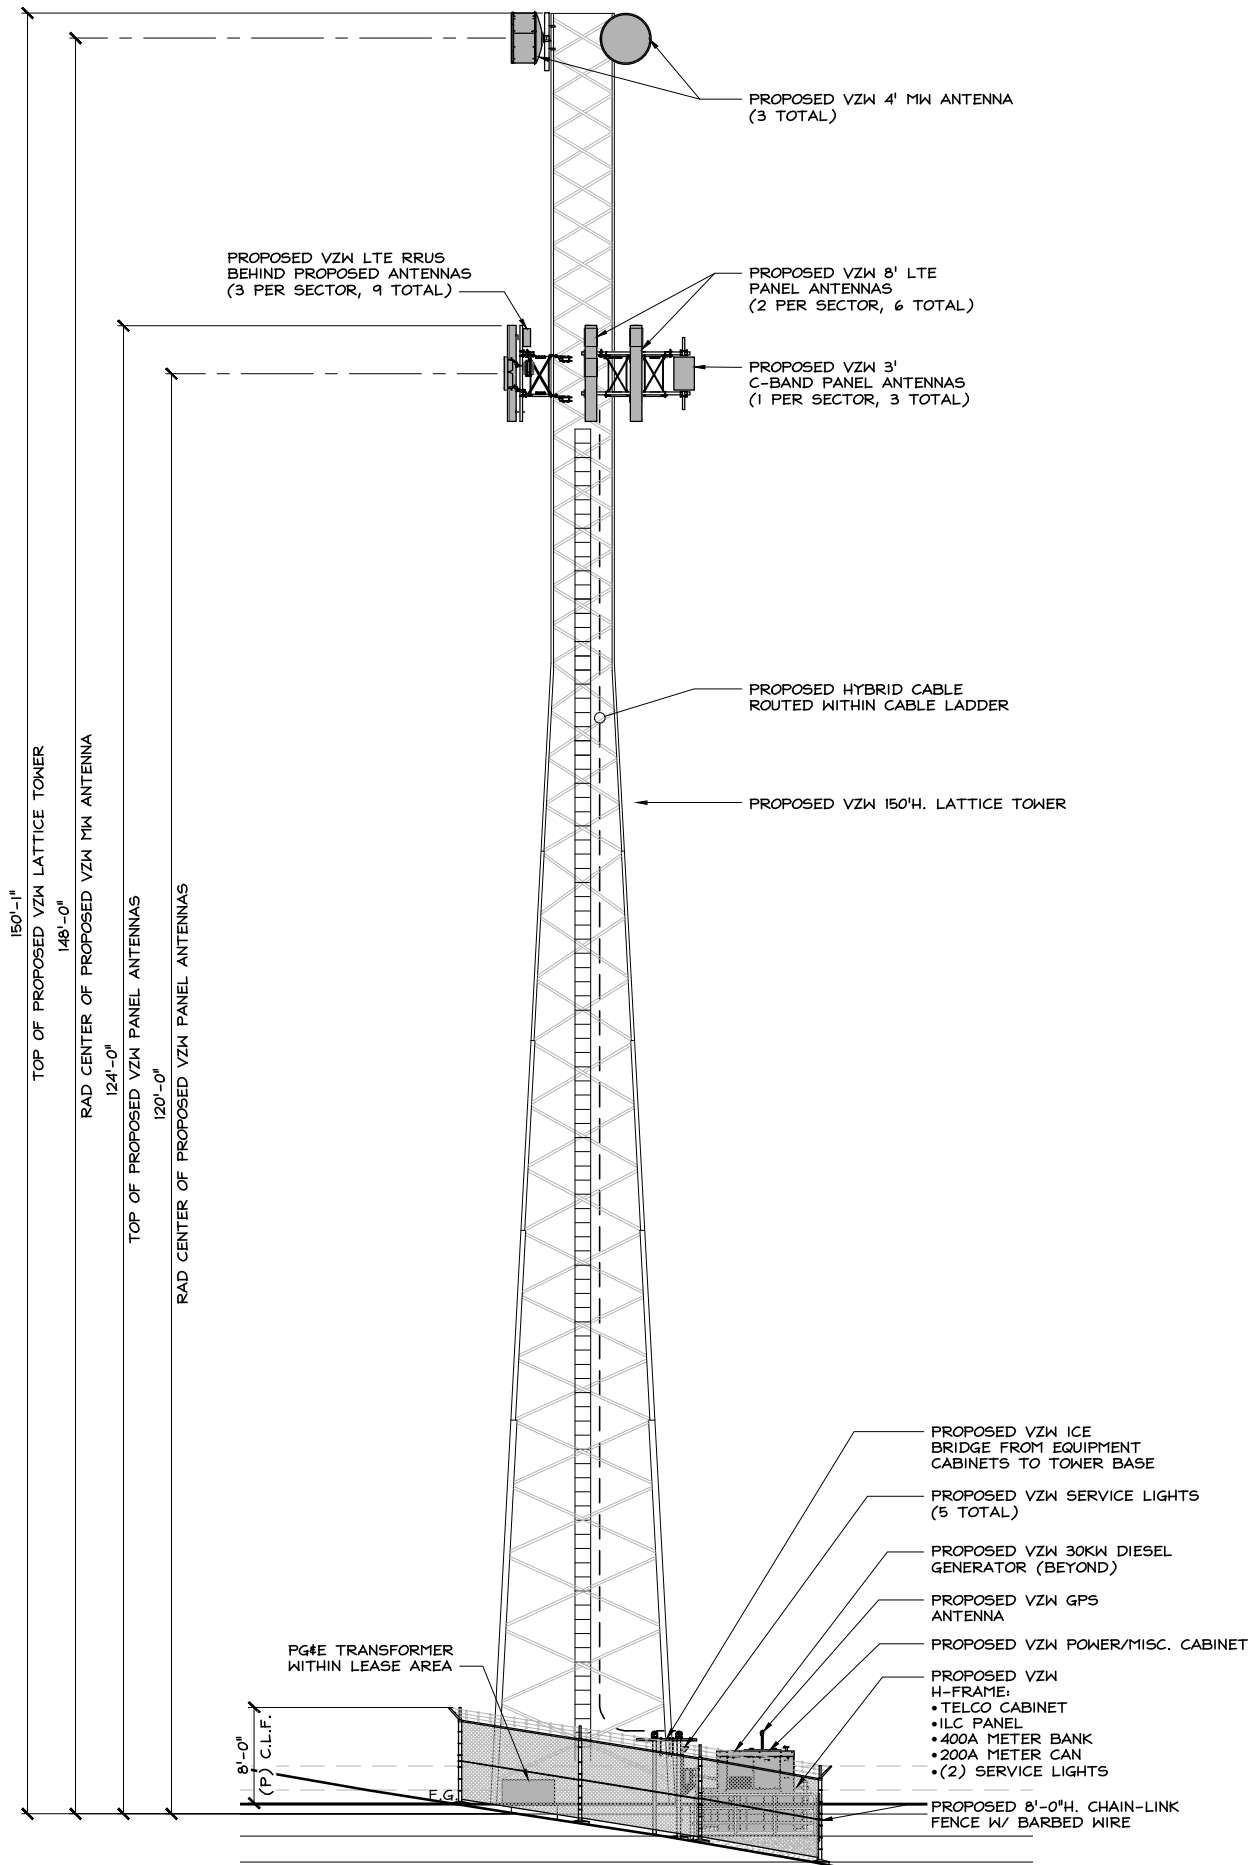 PROPOSED VZW 4' MW ANTENNA
(3 TOTAL)
PROPOSED VZW LTE RRUS
BEHIND PROPOSED ANTENNAS
(3 PER SECTOR, 9 TOTAL)
PROPOSED VZW 8' LTE
PANEL ANTENNAS
(2 PER SECTOR, 6 TOTAL)
PROPOSED VZW 3'
C-BAND PANEL ANTENNAS
(1 PER SECTOR, 3 TOTAL)
PROPOSED HYBRID CABLE
ROUTED WITHIN CABLE LADDER
PROPOSED VZW 150'H. LATTICE TOWER
150'-1"
TOP OF PROPOSED VZW LATTICE TOWER
148'-0"
RAD CENTER OF PROPOSED VZW MW ANTENNA
124'-0"
TOP OF PROPOSED VZW PANEL ANTENNAS
120'-0"
RAD CENTER OF PROPOSED VZW PANEL ANTENNAS
PROPOSED VZW ICE
BRIDGE FROM EQUIPMENT
CABINETS TO TOWER BASE
PROPOSED VZW SERVICE LIGHTS
(5 TOTAL)
PROPOSED VZW 30KW DIESEL
GENERATOR (BEYOND)
PROPOSED VZW GPS
ANTENNA
PROPOSED VZW POWER/MISC. CABINET
PROPOSED VZW
H-FRAME:
•TELCO CABINET
•ILC PANEL
•400A METER BANK
•200A METER CAN
•(2) SERVICE LIGHTS
PROPOSED 8'-0"H. CHAIN-LINK
FENCE W/ BARBED WIRE
PG&E TRANSFORMER
WITHIN LEASE AREA
8'-0"
(P) C.L.F.
F.G.